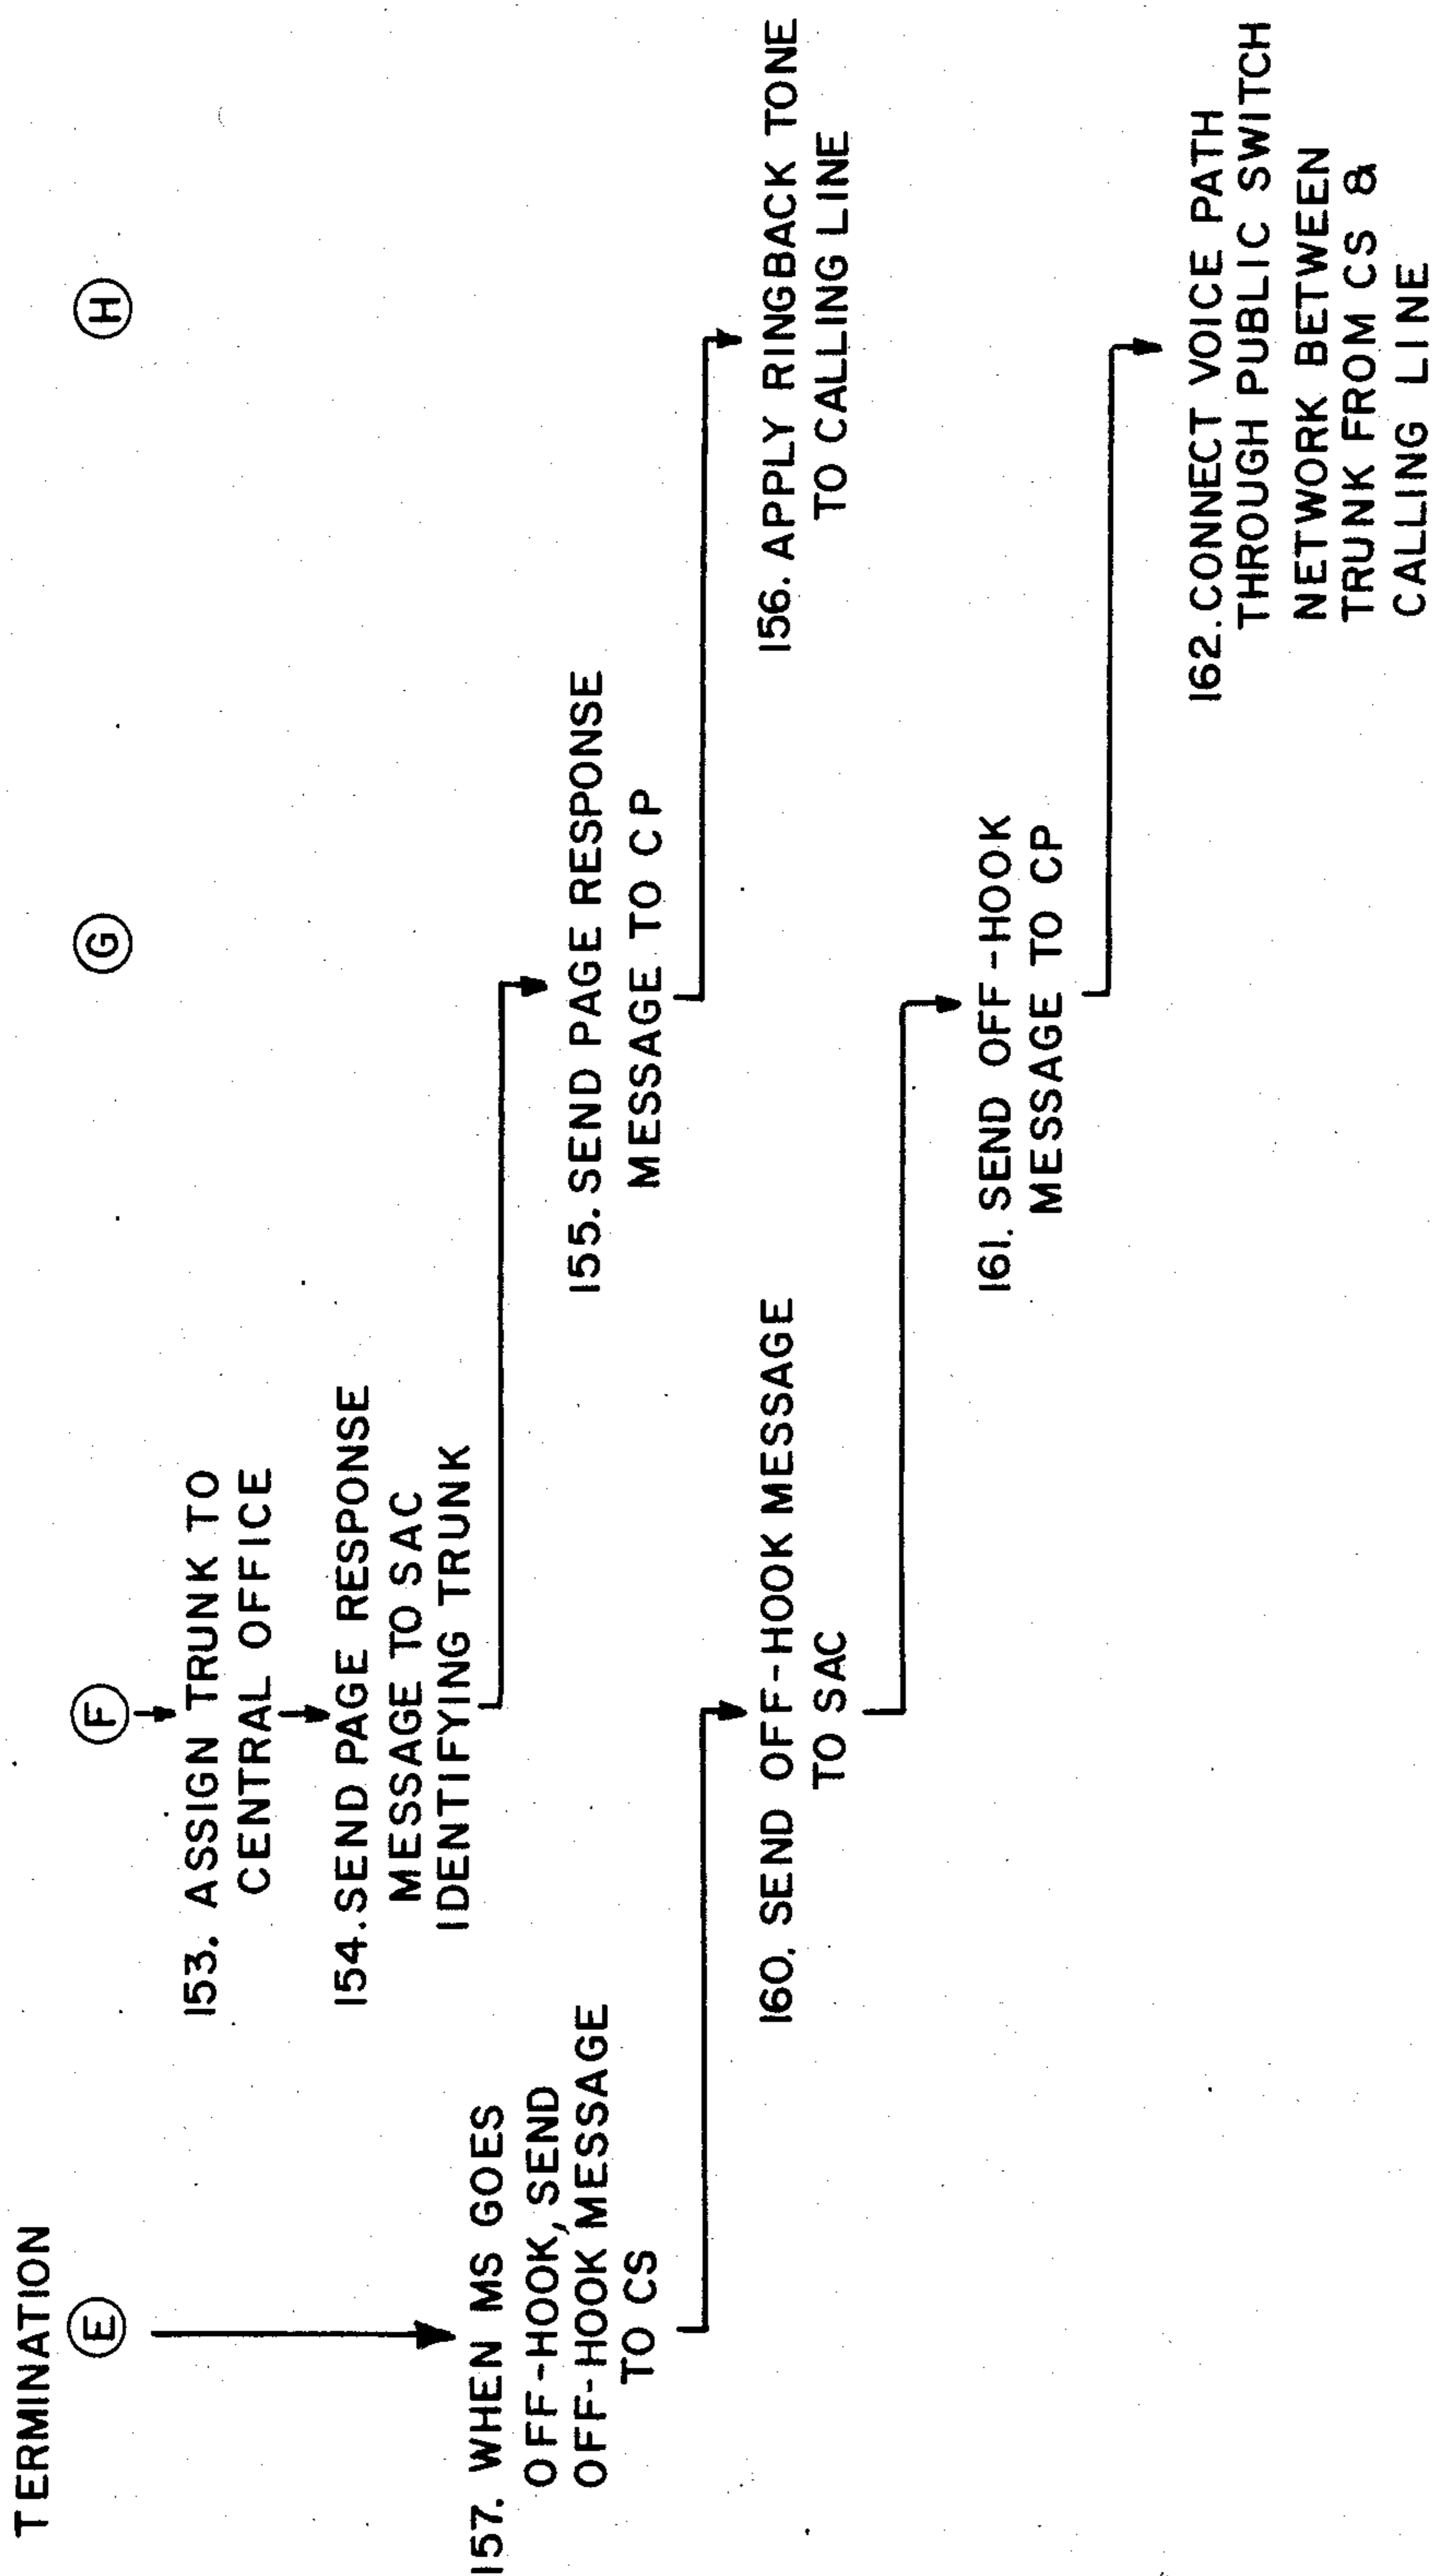 TERMINATION
E
F
G
H
153. ASSIGN TRUNK TO
CENTRAL OFFICE
154. SEND PAGE RESPONSE
MESSAGE TO SAC
IDENTIFYING TRUNK
155. SEND PAGE RESPONSE
MESSAGE TO CP
156. APPLY RINGBACK TONE
TO CALLING LINE
157. WHEN MS GOES
OFF-HOOK, SEND
OFF-HOOK MESSAGE
TO CS
160. SEND OFF-HOOK MESSAGE
TO SAC
161. SEND OFF-HOOK
MESSAGE TO CP
162. CONNECT VOICE PATH
THROUGH PUBLIC SWITCH
NETWORK BETWEEN
TRUNK FROM CS &
CALLING LINE